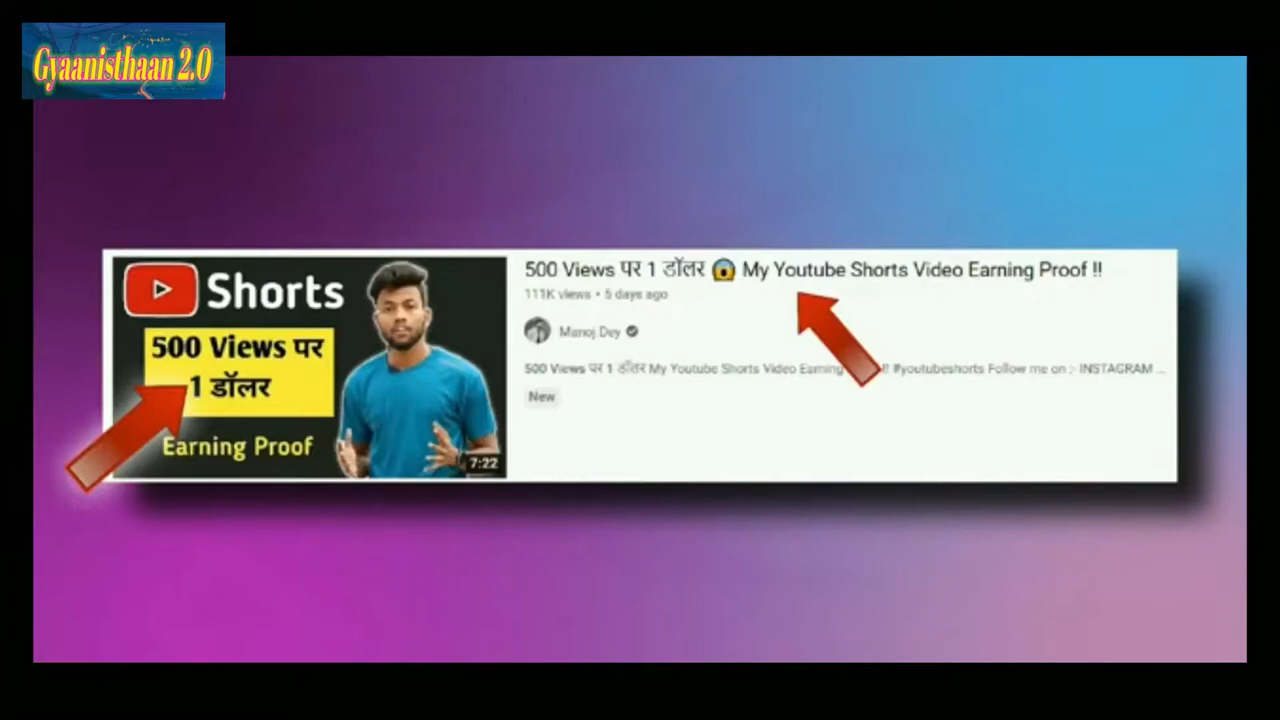 Gyaanisthaan 2.0
Shorts
500 Views पर
1 डॉलर
Earning Proof
7:22
500 Views पर 1 डॉलर 😱 My Youtube Shorts Video Earning Proof !!
111K views • 5 days ago
Manoj Dey
500 Views पर 1 डॉलर My Youtube Shorts Video Earning !! #youtubeshorts Follow me on :- INSTAGRAM ...
New